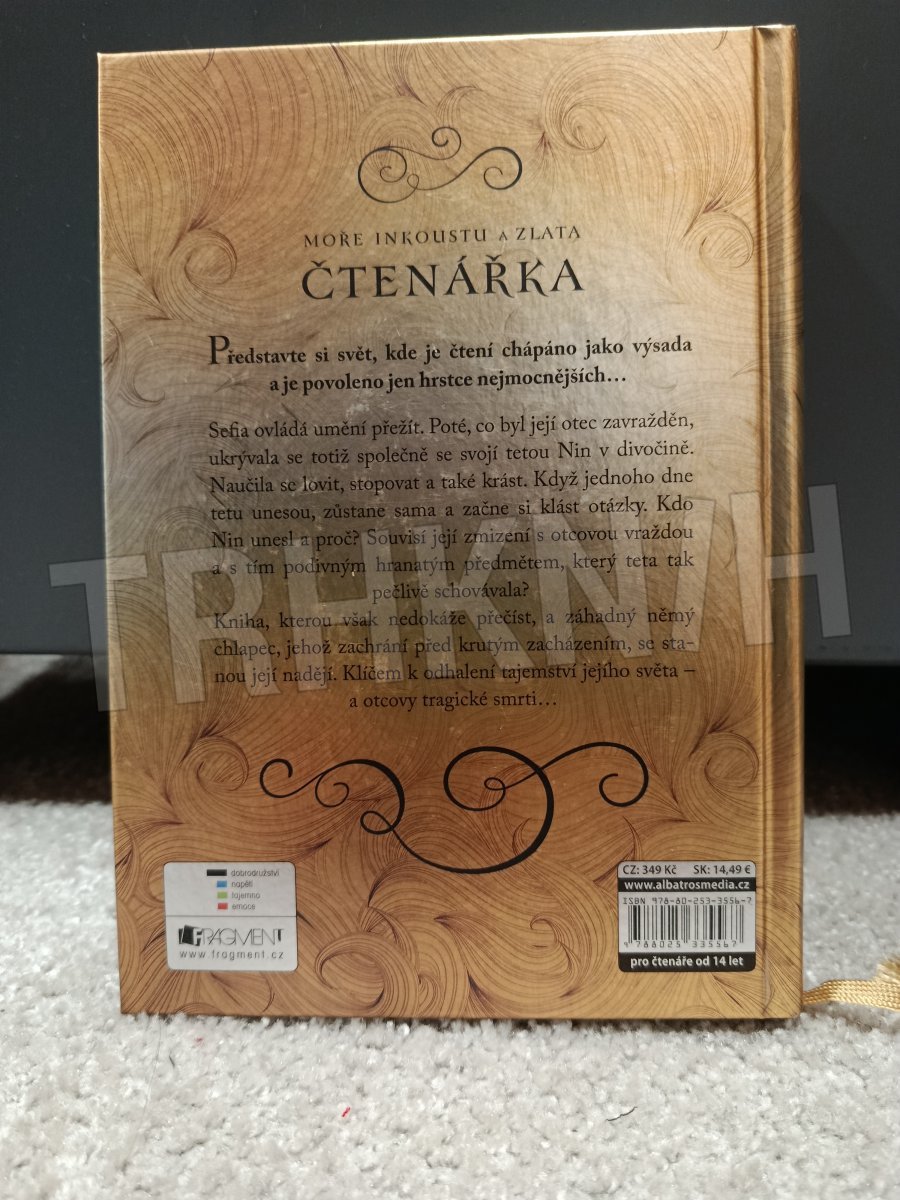 MOŘE INKOUSTU A ZLATA
ČTENÁŘKA
Představte si svět, kde je čtení chápáno jako výsada
a je povoleno jen hrstce nejmocnějších…
Sefia ovládá umění přežít. Poté, co byl její otec zavražděn,
ukrývala se totiž společně se svojí tetou Nin v divočině.
Naučila se lovit, stopovat a také krást. Když jednoho dne
tetu unesou, zůstane sama a začne si klást otázky. Kdo
Nin unesl a proč? Souvisí její zmizení s otcovou vraždou
a s tím podivným hranatým předmětem, který teta tak
pečlivě schovávala?
Kniha, kterou však nedokáže přečíst, a záhadný němý
chlapec, jehož zachrání před krutým zacházením, se sta-
nou její nadějí. Klíčem k odhalení tajemství jejího světa –
a otcovy tragické smrti…
TRHKNIH
dobrodružství
napětí
tajemno
emoce
FRAGMENT
www.fragment.cz
CZ: 349 Kč SK: 14,49 €
www.albatrosmedia.cz
ISBN 978-80-253-3556-7
9 788025 335567
pro čtenáře od 14 let